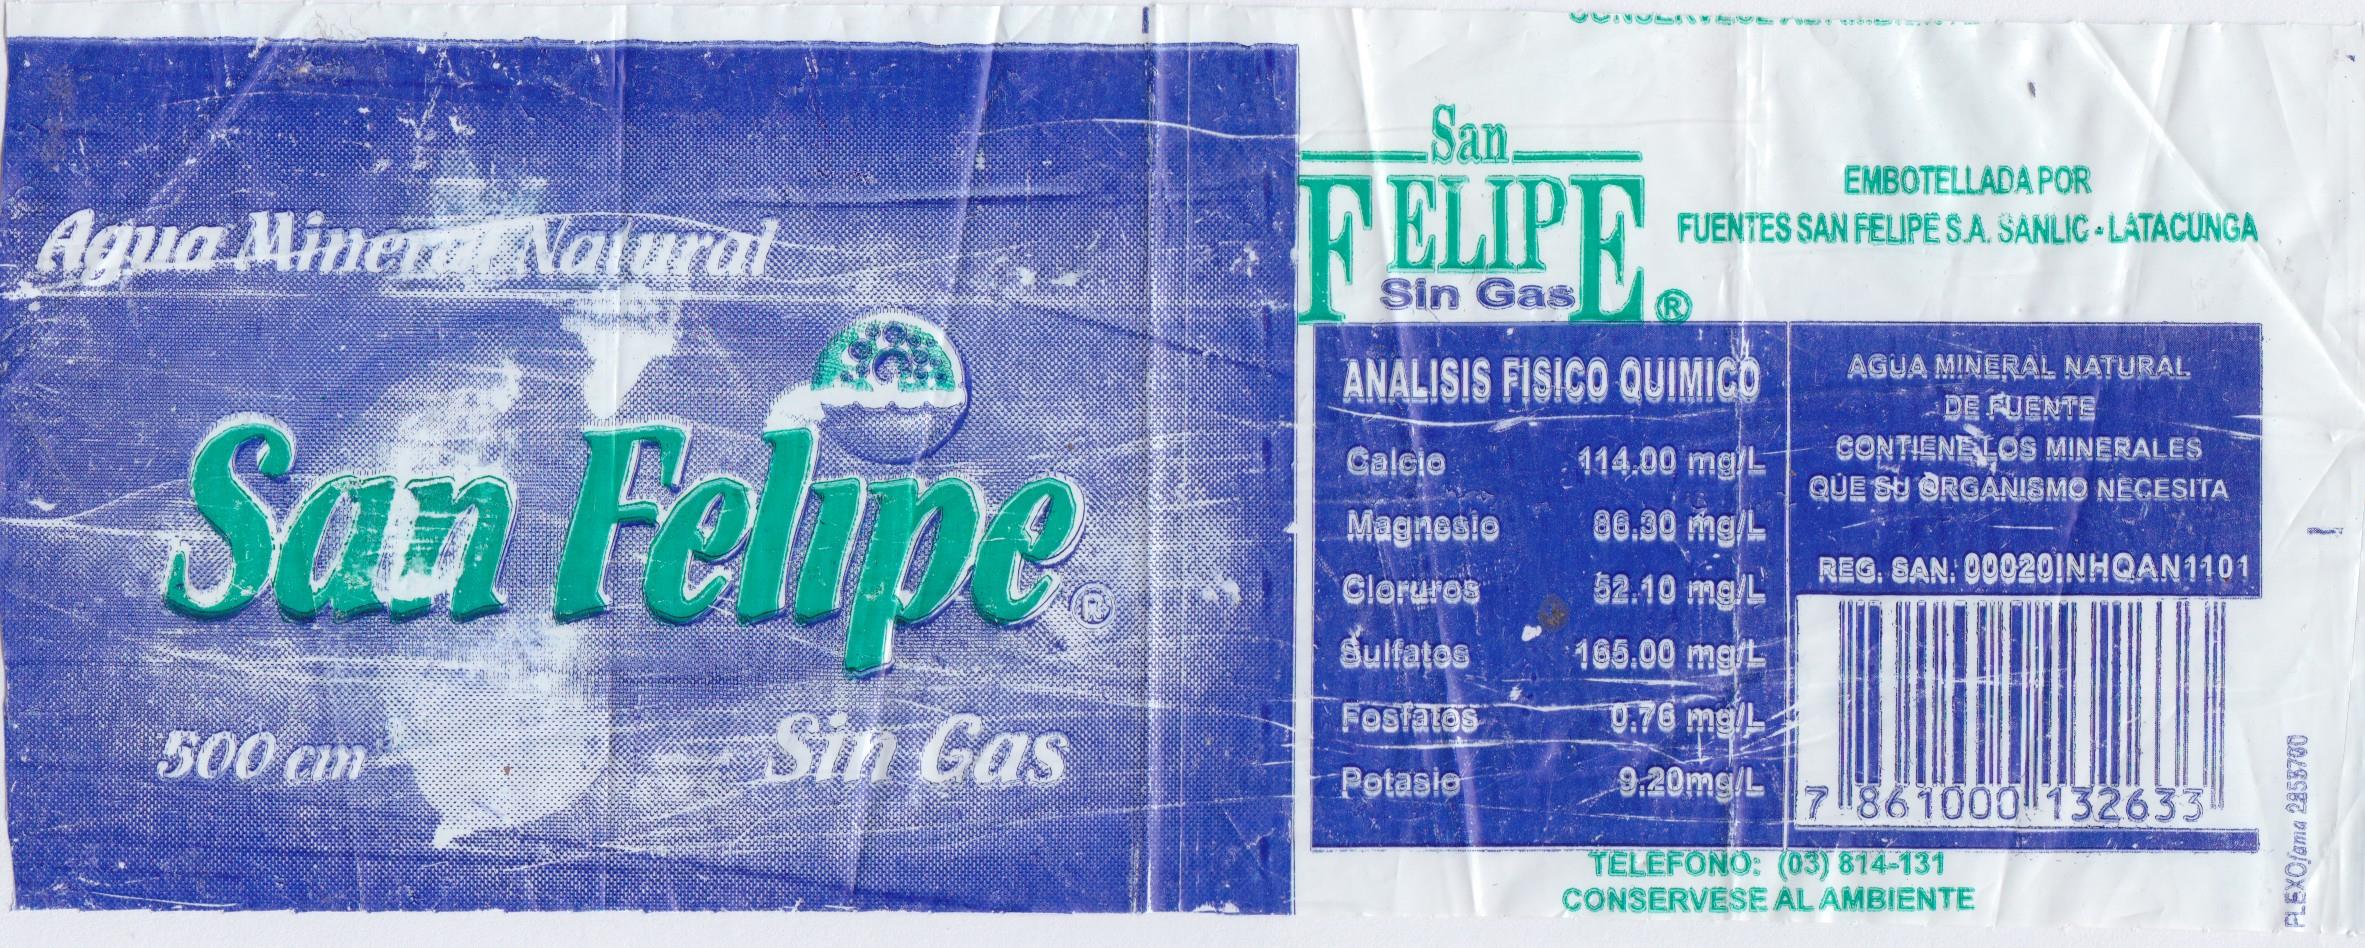 Agua Mineral Natural
San Felipe ®
500 cm
Sin Gas
CONSERVESE AL AMBIENTE
San
FELIPE
Sin Gas ®
EMBOTELLADA POR
FUENTES SAN FELIPE S.A. SANLIC - LATACUNGA
ANALISIS FISICO QUIMICO
Calcio 114.00 mg/L
Magnesio 86.30 mg/L
Cloruros 52.10 mg/L
Sulfatos 165.00 mg/L
Fosfatos 0.76 mg/L
Potasio 9.20mg/L
AGUA MINERAL NATURAL
DE FUENTE
CONTIENE LOS MINERALES
QUE SU ORGANISMO NECESITA
REG. SAN. 00020INHQAN1101
7 861000 132633
TELEFONO: (03) 814-131
CONSERVESE AL AMBIENTE